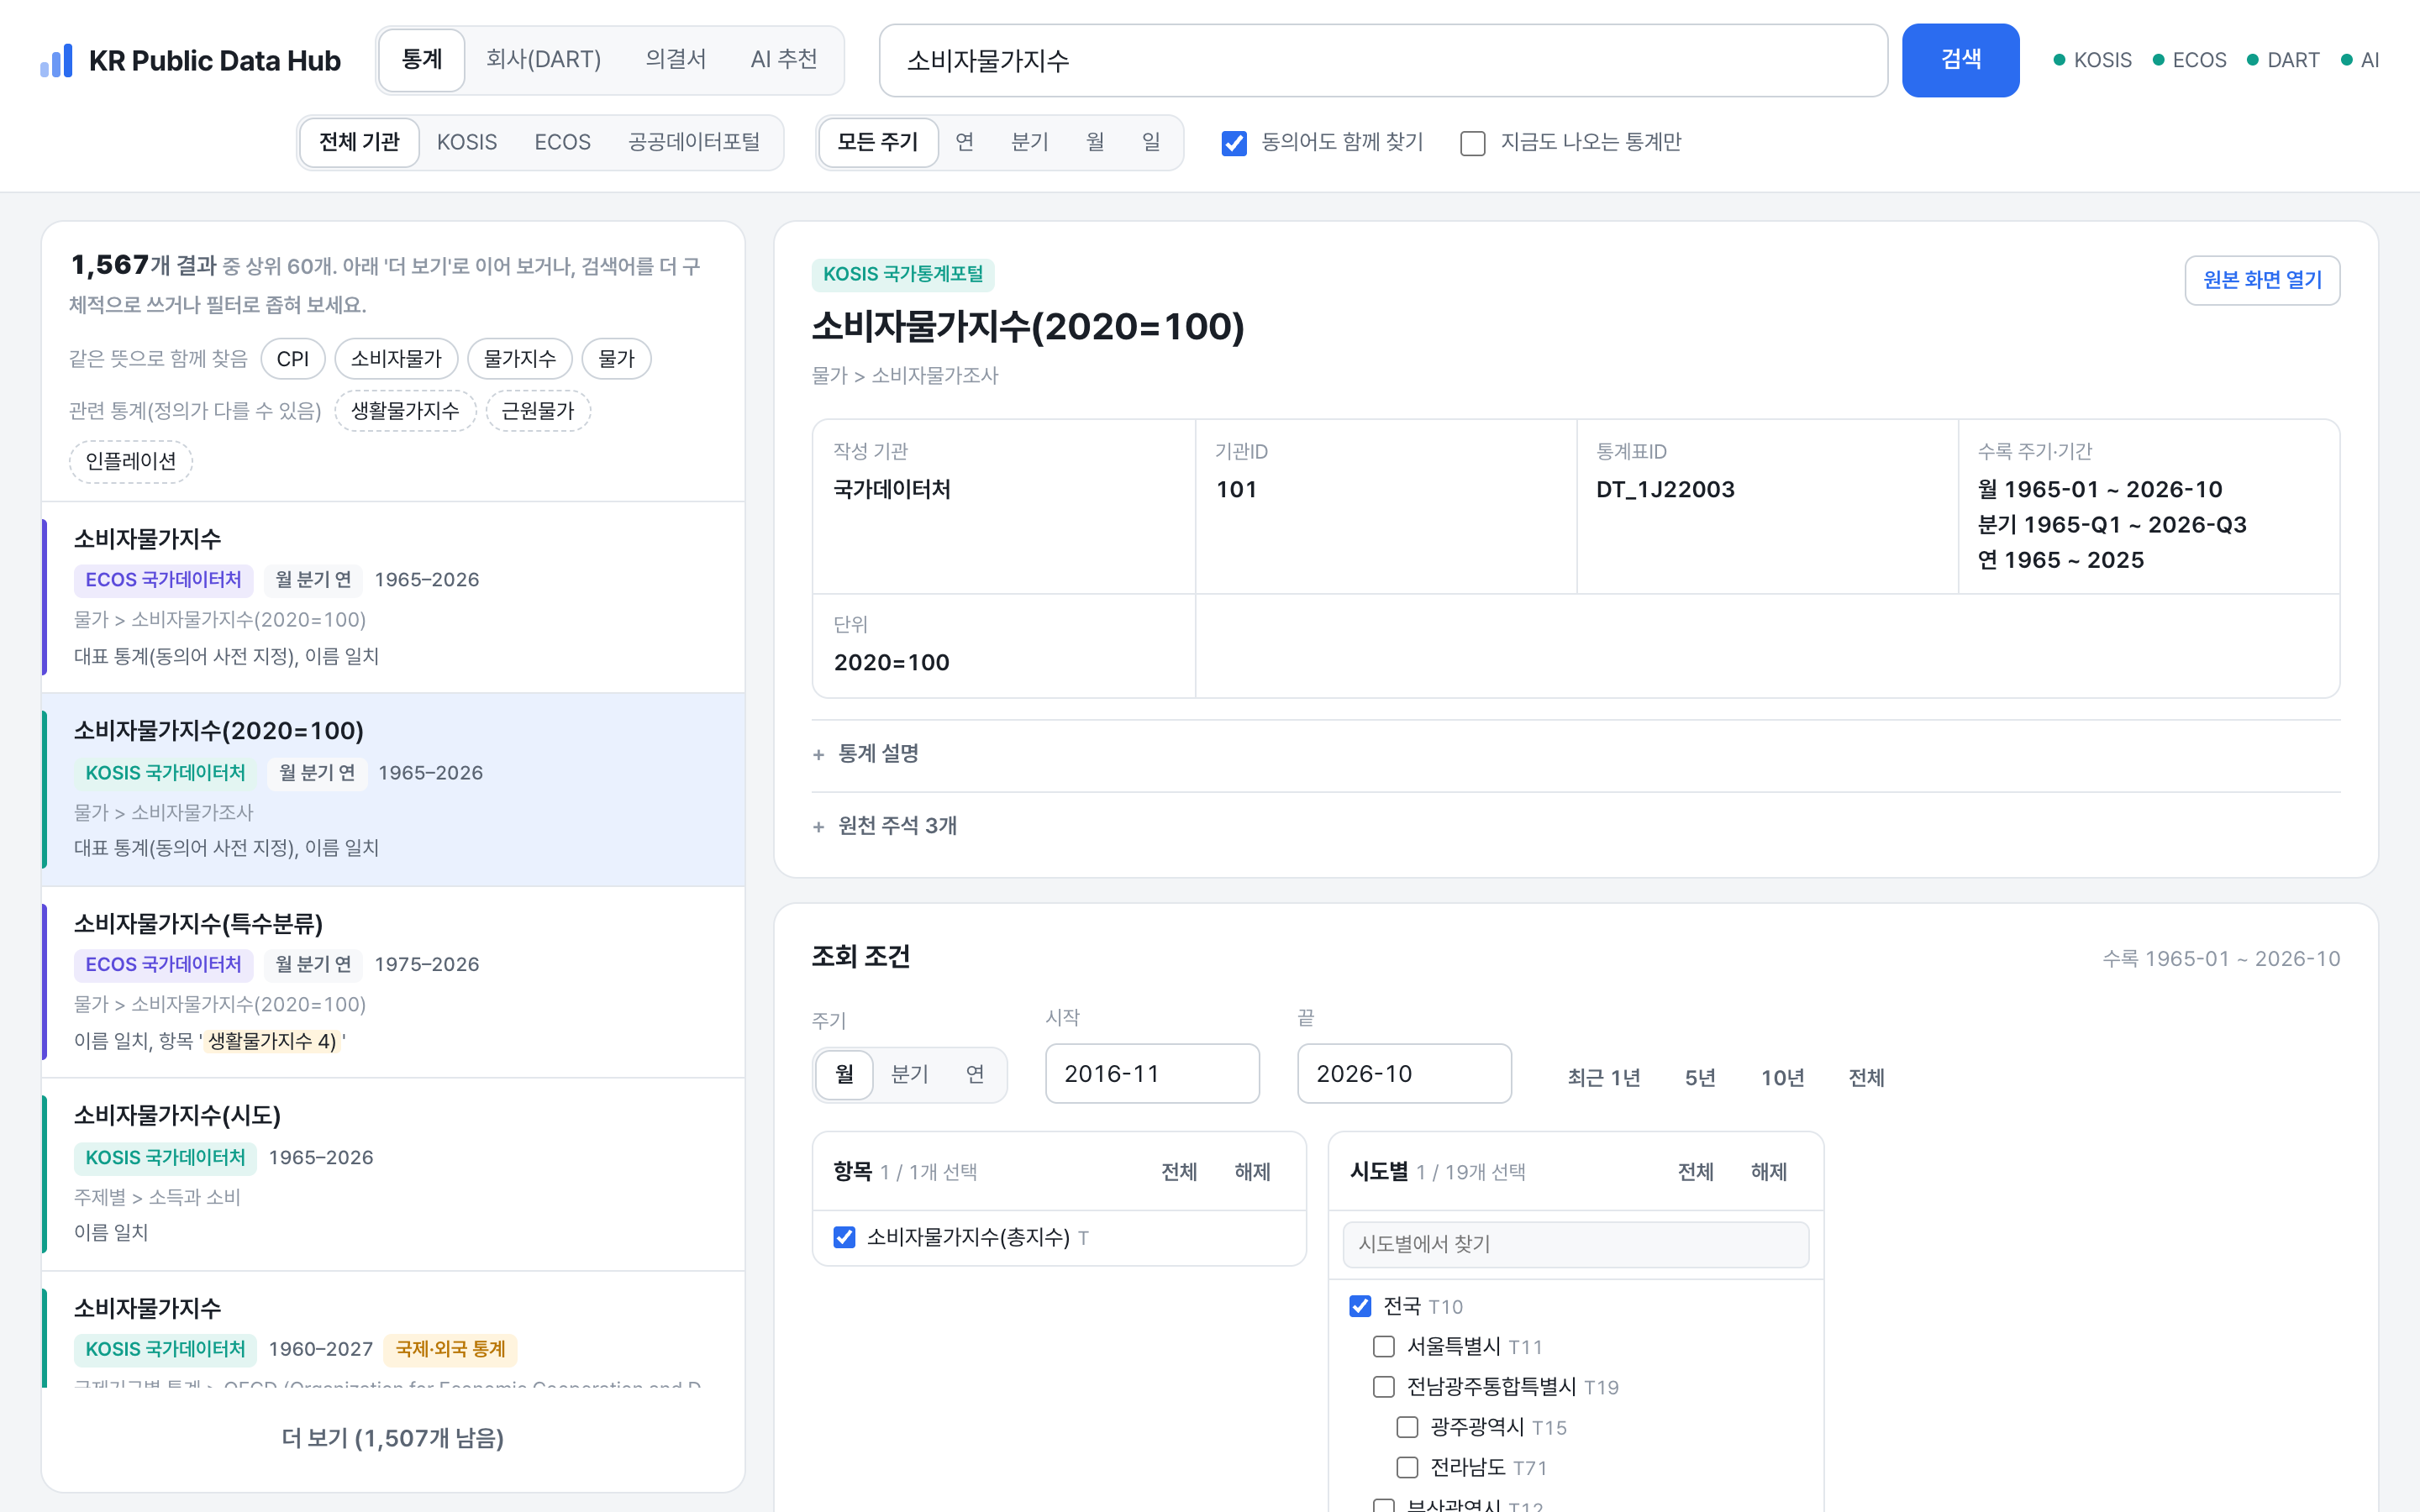 KR Public Data Hub
통계 회사(DART) 의결서 AI 추천
소비자물가지수
검색
KOSIS ECOS DART AI
전체 기관 KOSIS ECOS 공공데이터포털
모든 주기 연 분기 월 일
동의어도 함께 찾기
지금도 나오는 통계만
1,567개 결과 중 상위 60개. 아래 '더 보기'로 이어 보거나, 검색어를 더 구
체적으로 쓰거나 필터로 좁혀 보세요.
같은 뜻으로 함께 찾음 CPI 소비자물가 물가지수 물가
관련 통계(정의가 다를 수 있음) 생활물가지수 근원물가
인플레이션
소비자물가지수
ECOS 국가데이터처 월 분기 연 1965–2026
물가 > 소비자물가지수(2020=100)
대표 통계(동의어 사전 지정), 이름 일치
소비자물가지수(2020=100)
KOSIS 국가데이터처 월 분기 연 1965–2026
물가 > 소비자물가조사
대표 통계(동의어 사전 지정), 이름 일치
소비자물가지수(특수분류)
ECOS 국가데이터처 월 분기 연 1975–2026
물가 > 소비자물가지수(2020=100)
이름 일치, 항목 '생활물가지수 4)'
소비자물가지수(시도)
KOSIS 국가데이터처 1965–2026
주제별 > 소득과 소비
이름 일치
소비자물가지수
KOSIS 국가데이터처 1960–2027 국제·외국 통계
국제기구별 통계 > OECD (Organization for Economic Cooperation and D
더 보기 (1,507개 남음)
KOSIS 국가통계포털
원본 화면 열기
소비자물가지수(2020=100)
물가 > 소비자물가조사
작성 기관
국가데이터처
기관ID
101
통계표ID
DT_1J22003
수록 주기·기간
월 1965-01 ~ 2026-10
분기 1965-Q1 ~ 2026-Q3
연 1965 ~ 2025
단위
2020=100
+ 통계 설명
+ 원천 주석 3개
조회 조건
수록 1965-01 ~ 2026-10
주기 시작 끝
월 분기 연 2016-11 2026-10 최근 1년 5년 10년 전체
항목 1 / 1개 선택 전체 해제
소비자물가지수(총지수) T
시도별 1 / 19개 선택 전체 해제
시도별에서 찾기
전국 T10
서울특별시 T11
전남광주통합특별시 T19
광주광역시 T15
전라남도 T71
부산광역시 T12